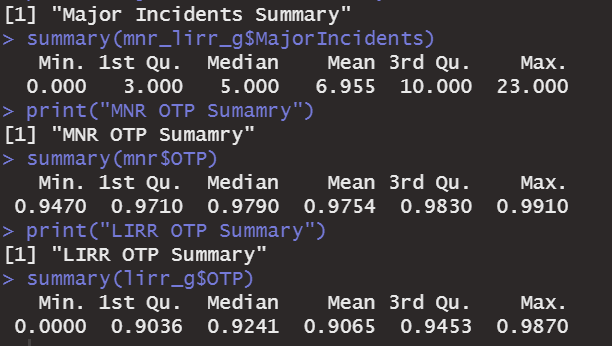 [1] "Major Incidents Summary"
> summary(mnr_lirr_g$MajorIncidents)
Min. 1st Qu. Median Mean 3rd Qu. Max.
0.000 3.000 5.000 6.955 10.000 23.000
> print("MNR OTP Sumamry")
[1] "MNR OTP Sumamry"
> summary(mnr$OTP)
Min. 1st Qu. Median Mean 3rd Qu. Max.
0.9470 0.9710 0.9790 0.9754 0.9830 0.9910
> print("LIRR OTP Summary")
[1] "LIRR OTP Summary"
> summary(lirr_g$OTP)
Min. 1st Qu. Median Mean 3rd Qu. Max.
0.0000 0.9036 0.9241 0.9065 0.9453 0.9870